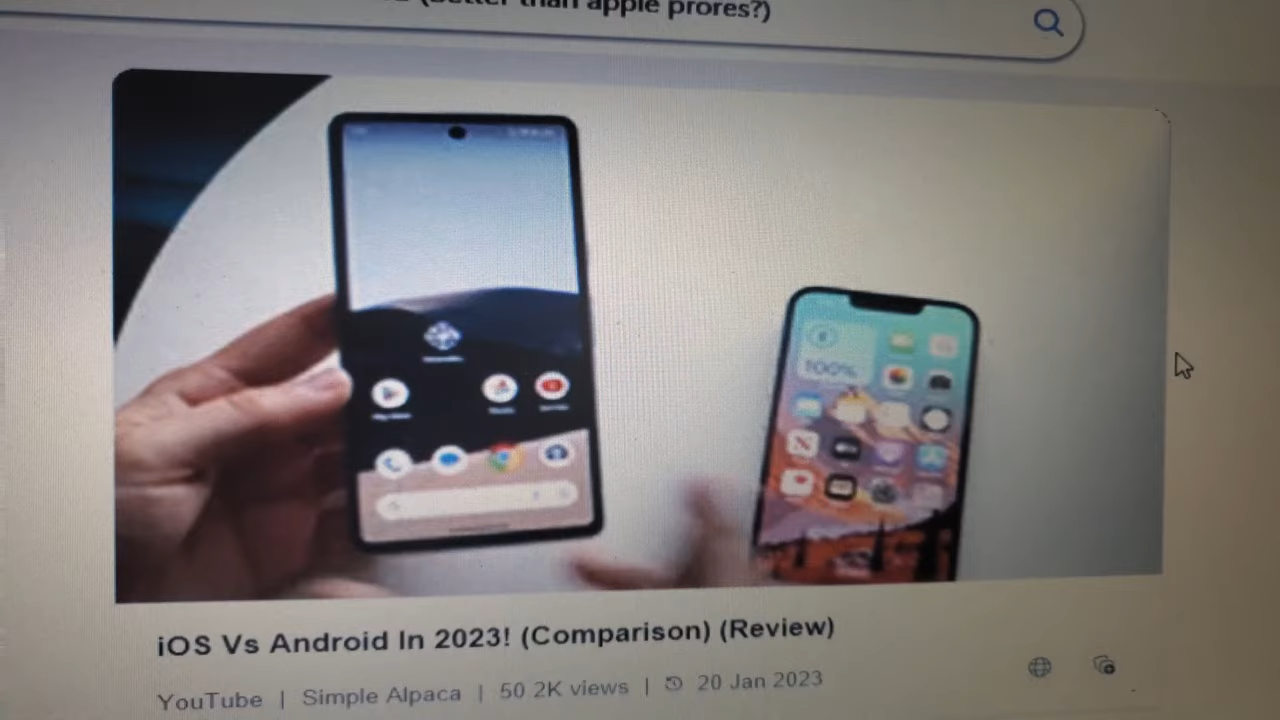 than apple prores?)
100%
iOS Vs Android In 2023! (Comparison) (Review)
YouTube | Simple Alpaca | 50.2K views | 20 Jan 2023